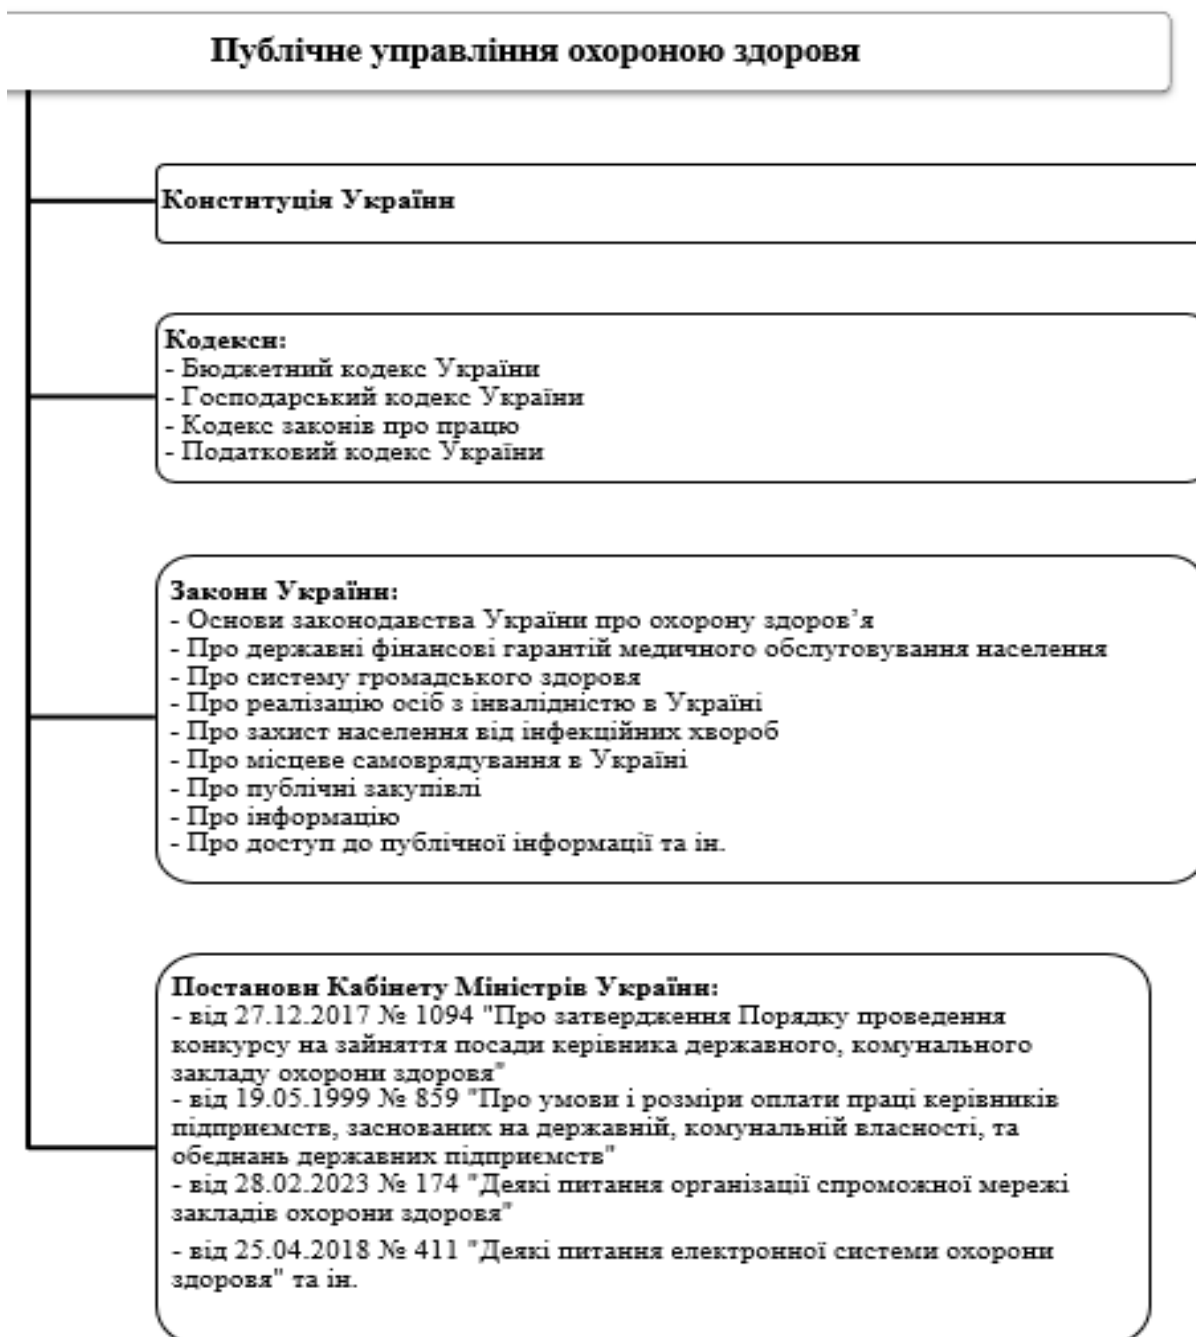 Публічне управління охороною здоровя
Конституція України
Кодекси:
- Бюджетний кодекс України
- Господарський кодекс України
- Кодекс законів про працю
- Податковий кодекс України
Закони України:
- Основи законодавства України про охорону здоров’я
- Про державні фінансові гарантій медичного обслуговування населення
- Про систему громадського здоровя
- Про реалізацію осіб з інвалідністю в Україні
- Про захист населення від інфекційних хвороб
- Про місцеве самоврядування в Україні
- Про публічні закупівлі
- Про інформацію
- Про доступ до публічної інформації та ін.
Постанови Кабінету Міністрів України:
- від 27.12.2017 № 1094 "Про затвердження Порядку проведення
конкурсу на зайняття посади керівника державного, комунального
закладу охорони здоровя"
- від 19.05.1999 № 859 "Про умови і розміри оплати праці керівників
підприємств, заснованих на державній, комунальній власності, та
обєднань державних підприємств"
- від 28.02.2023 № 174 "Деякі питання організації спроможної мережі
закладів охорони здоровя"
- від 25.04.2018 № 411 "Деякі питання електронної системи охорони
здоровя" та ін.